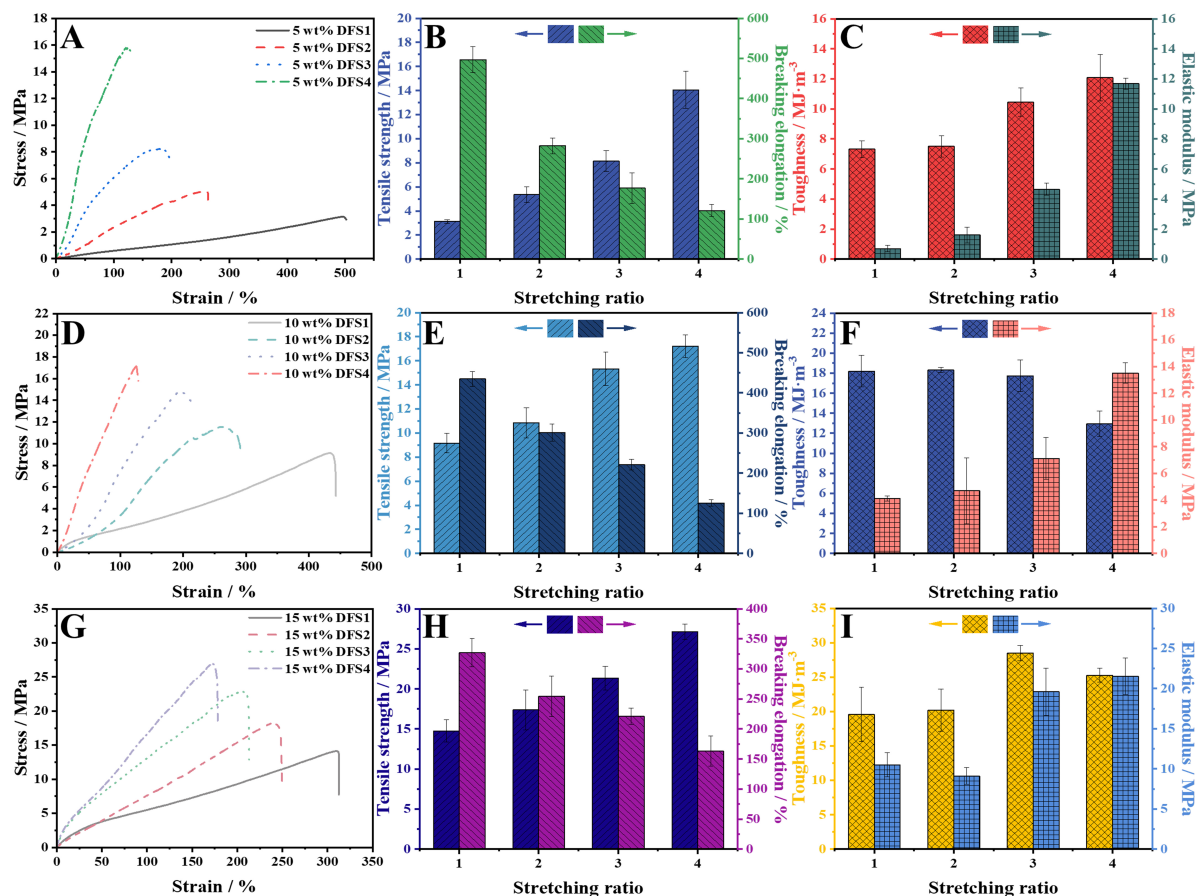 A
5 wt% DFS1
5 wt% DFS2
5 wt% DFS3
5 wt% DFS4
Stress / MPa
18
16
14
12
10
8
6
4
2
0
0 100 200 300 400 500
Strain / %
B
Tensile strength / MPa
20
18
16
14
12
10
8
6
4
2
0
Breaking elongation / %
600
500
400
300
200
100
0
1 2 3 4
Stretching ratio
C
Toughness / MJ·m⁻³
16
14
12
10
8
6
4
2
0
Elastic modulus / MPa
16
14
12
10
8
6
4
2
0
1 2 3 4
Stretching ratio
D
10 wt% DFS1
10 wt% DFS2
10 wt% DFS3
10 wt% DFS4
Stress / MPa
22
20
18
16
14
12
10
8
6
4
2
0
0 100 200 300 400 500
Strain / %
E
Tensile strength / MPa
20
18
16
14
12
10
8
6
4
2
0
Breaking elongation / %
600
500
400
300
200
100
0
1 2 3 4
Stretching ratio
F
Toughness / MJ·m⁻³
24
22
20
18
16
14
12
10
8
6
4
2
0
Elastic modulus / MPa
18
16
14
12
10
8
6
4
2
0
1 2 3 4
Stretching ratio
G
15 wt% DFS1
15 wt% DFS2
15 wt% DFS3
15 wt% DFS4
Stress / MPa
35
30
25
20
15
10
5
0
0 50 100 150 200 250 300 350
Strain / %
H
Tensile strength / MPa
30
25
20
15
10
5
0
Breaking elongation / %
400
350
300
250
200
150
100
50
0
1 2 3 4
Stretching ratio
I
Toughness / MJ·m⁻³
35
30
25
20
15
10
5
0
Elastic modulus / MPa
30
25
20
15
10
5
0
1 2 3 4
Stretching ratio